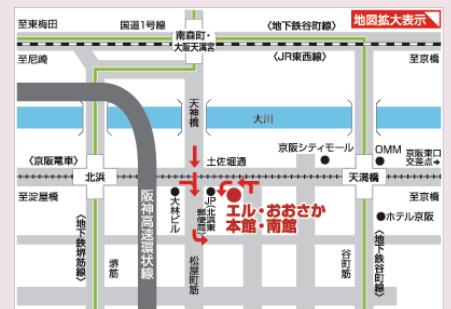 地図拡大表示
至東梅田
国道1号線
南森町・
大阪天満宮
〈地下鉄谷町線〉
〈JR東西線〉
至尼崎
至京橋
天神橋
大川
京阪シティモール
OMM
京阪東口
交差点→
〈京阪電車〉
土佐堀通
北浜
天満橋
至淀屋橋
至京橋
阪神高速環状線
大林ビル
JP(北浜東
郵便局)
エル・おおさか
本館・南館
ホテル京阪
〈地下鉄堺筋線〉
堺筋
松屋町筋
谷町筋
〈地下鉄谷町線〉